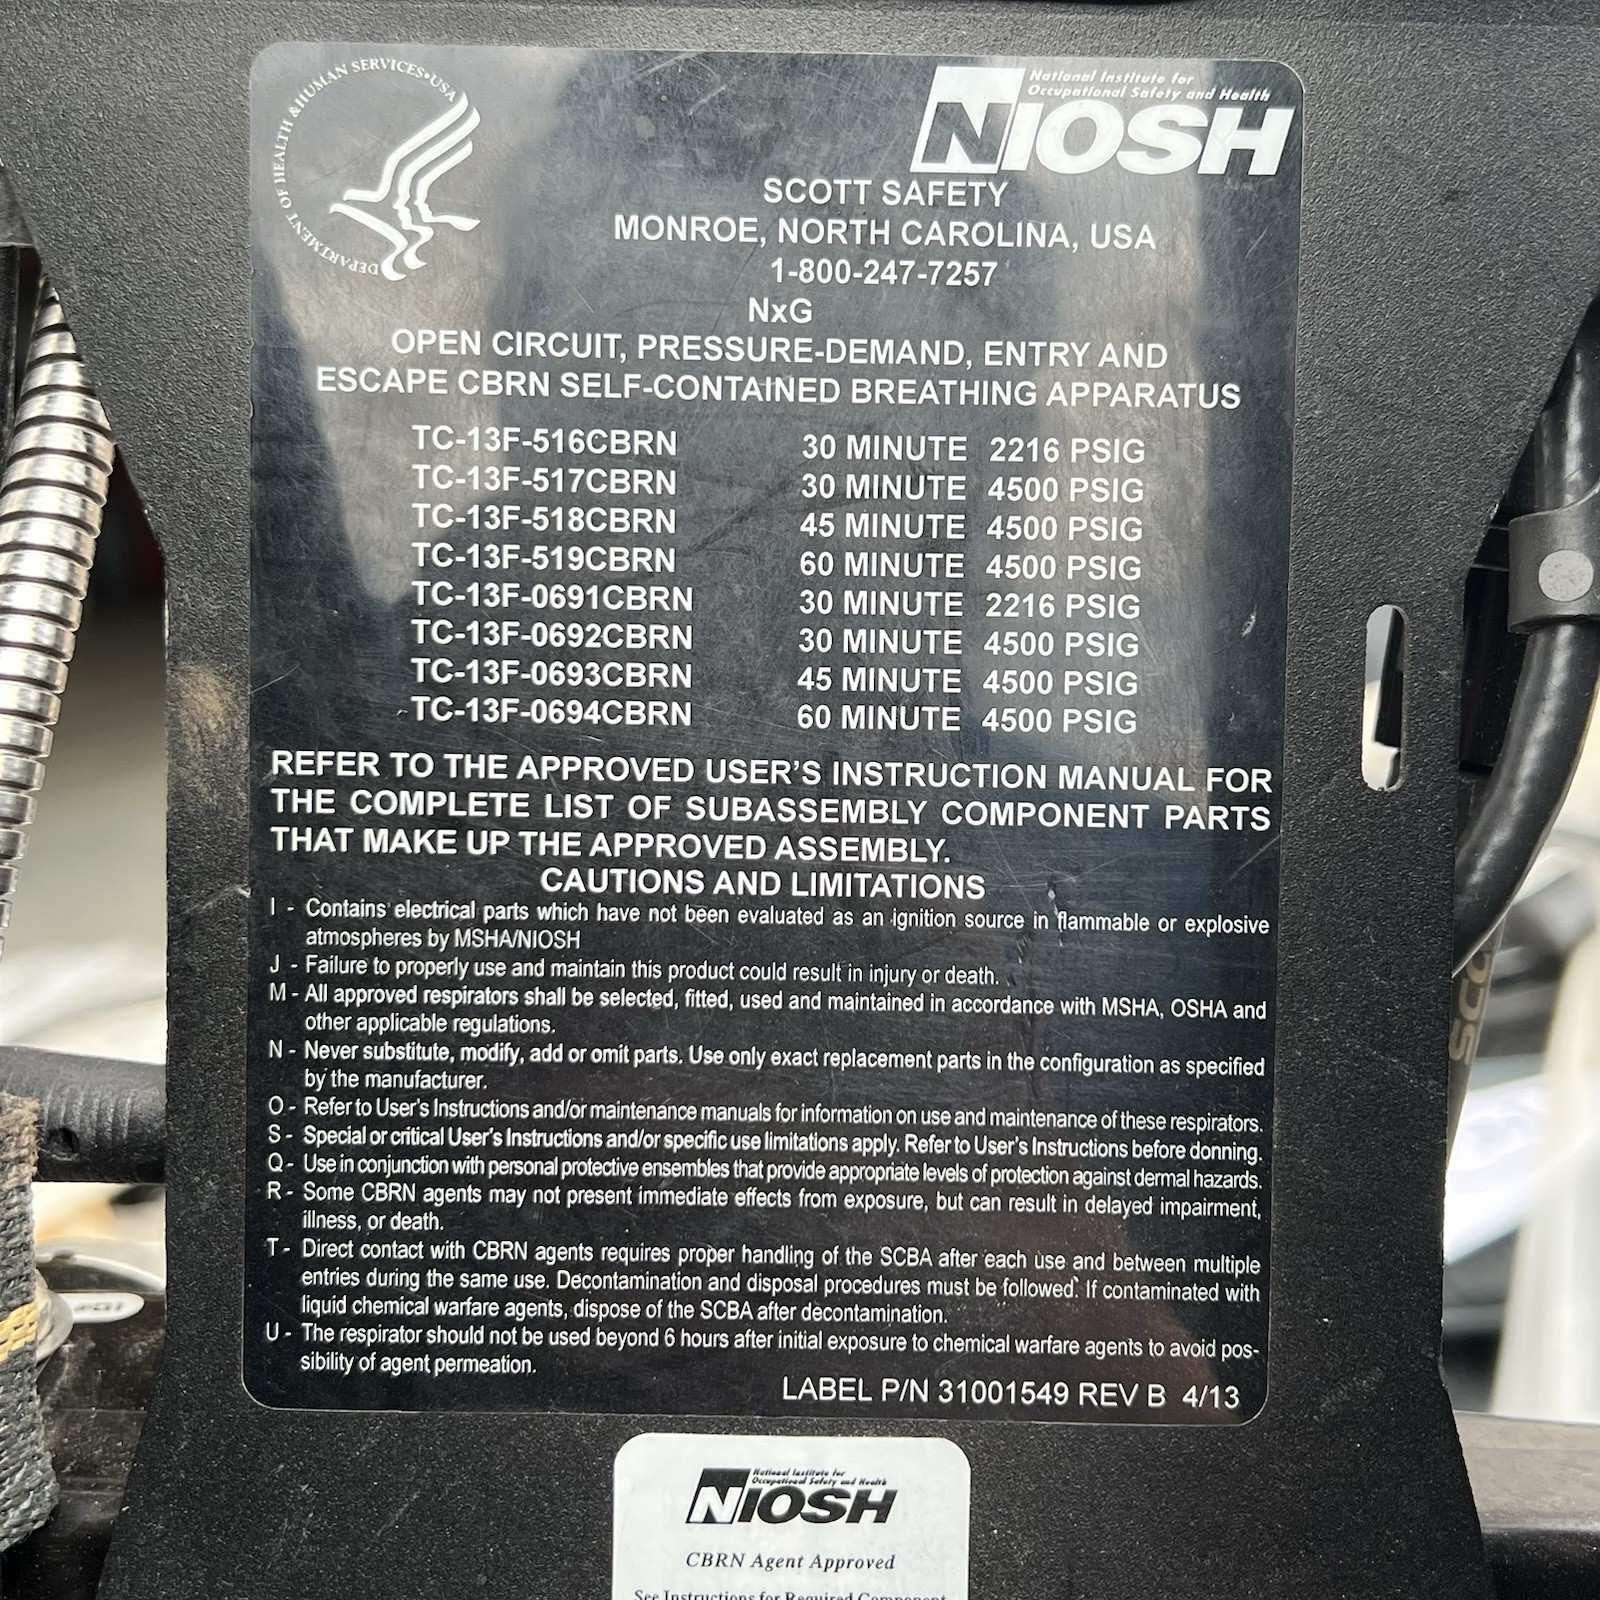 DEPARTMENT OF HEALTH & HUMAN SERVICES • USA
National Institute for
Occupational Safety and Health
NIOSH
SCOTT SAFETY
MONROE, NORTH CAROLINA, USA
1-800-247-7257
NxG
OPEN CIRCUIT, PRESSURE-DEMAND, ENTRY AND
ESCAPE CBRN SELF-CONTAINED BREATHING APPARATUS
TC-13F-516CBRN 30 MINUTE 2216 PSIG
TC-13F-517CBRN 30 MINUTE 4500 PSIG
TC-13F-518CBRN 45 MINUTE 4500 PSIG
TC-13F-519CBRN 60 MINUTE 4500 PSIG
TC-13F-0691CBRN 30 MINUTE 2216 PSIG
TC-13F-0692CBRN 30 MINUTE 4500 PSIG
TC-13F-0693CBRN 45 MINUTE 4500 PSIG
TC-13F-0694CBRN 60 MINUTE 4500 PSIG
REFER TO THE APPROVED USER'S INSTRUCTION MANUAL FOR
THE COMPLETE LIST OF SUBASSEMBLY COMPONENT PARTS
THAT MAKE UP THE APPROVED ASSEMBLY.
CAUTIONS AND LIMITATIONS
I - Contains electrical parts which have not been evaluated as an ignition source in flammable or explosive
atmospheres by MSHA/NIOSH
J - Failure to properly use and maintain this product could result in injury or death.
M - All approved respirators shall be selected, fitted, used and maintained in accordance with MSHA, OSHA and
other applicable regulations.
N - Never substitute, modify, add or omit parts. Use only exact replacement parts in the configuration as specified
by the manufacturer.
O - Refer to User's Instructions and/or maintenance manuals for information on use and maintenance of these respirators.
S - Special or critical User's Instructions and/or specific use limitations apply. Refer to User's Instructions before donning.
Q - Use in conjunction with personal protective ensembles that provide appropriate levels of protection against dermal hazards.
R - Some CBRN agents may not present immediate effects from exposure, but can result in delayed impairment,
illness, or death.
T - Direct contact with CBRN agents requires proper handling of the SCBA after each use and between multiple
entries during the same use. Decontamination and disposal procedures must be followed. If contaminated with
liquid chemical warfare agents, dispose of the SCBA after decontamination.
U - The respirator should not be used beyond 6 hours after initial exposure to chemical warfare agents to avoid pos-
sibility of agent permeation.
LABEL P/N 31001549 REV B 4/13
National Institute for
Occupational Safety and Health
NIOSH
CBRN Agent Approved
See Instructions for Required Component